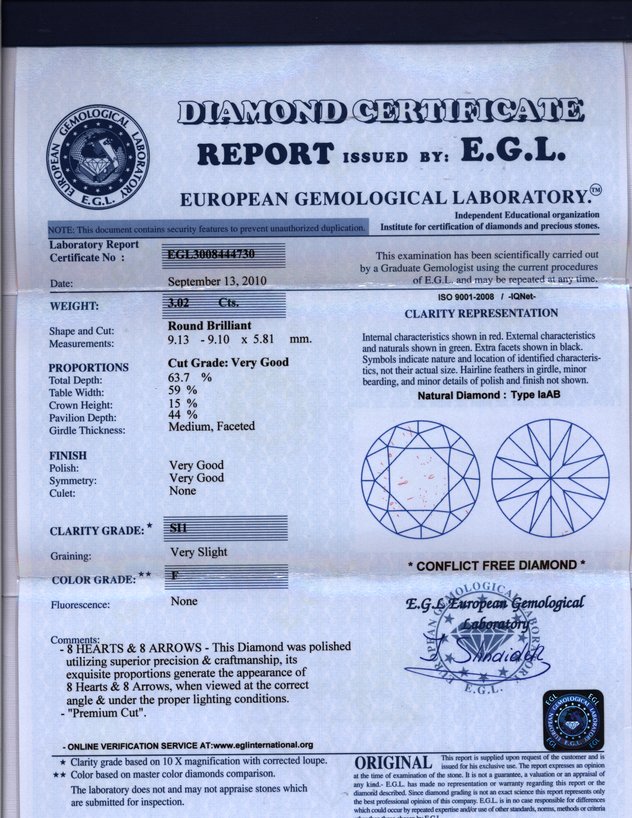 EUROPEAN GEMOLOGICAL LABORATORY
E.G.L.
DIAMOND CERTIFICATE
REPORT ISSUED BY: E.G.L.
EUROPEAN GEMOLOGICAL LABORATORY.™
Independent Educational organization
NOTE: This document contains security features to prevent unauthorized duplication.
Institute for certification of diamonds and precious stones.
Laboratory Report
Certificate No : EGL3008444730
Date: September 13, 2010
WEIGHT: 3.02 Cts.
Shape and Cut: Round Brilliant
Measurements: 9.13 - 9.10 x 5.81 mm.
PROPORTIONS Cut Grade: Very Good
Total Depth: 63.7 %
Table Width: 59 %
Crown Height: 15 %
Pavilion Depth: 44 %
Girdle Thickness: Medium, Faceted
FINISH
Polish: Very Good
Symmetry: Very Good
Culet: None
CLARITY GRADE: * SI1
Graining: Very Slight
COLOR GRADE: ** F
Fluorescence: None
Comments:
- 8 HEARTS & 8 ARROWS - This Diamond was polished
utilizing superior precision & craftmanship, its
exquisite proportions generate the appearance of
8 Hearts & 8 Arrows, when viewed at the correct
angle & under the proper lighting conditions.
- "Premium Cut".
- ONLINE VERIFICATION SERVICE AT:www.eglinternational.org
* Clarity grade based on 10 X magnification with corrected loupe.
** Color based on master color diamonds comparison.
The laboratory does not and may not appraise stones which
are submitted for inspection.
This examination has been scientifically carried out
by a Graduate Gemologist using the current procedures
of E.G.L. and may be repeated at any time.
ISO 9001-2008 / -IQNet-
CLARITY REPRESENTATION
Internal characteristics shown in red. External characteristics
and naturals shown in green. Extra facets shown in black.
Symbols indicate nature and location of identified characteris-
tics, not their actual size. Hairline feathers in girdle, minor
bearding, and minor details of polish and finish not shown.
Natural Diamond : Type IaAB
* CONFLICT FREE DIAMOND *
E.G.L European Gemological
Laboratory
E.G.L.
ORIGINAL This report is supplied upon request of the customer and is
issued for his exclusive use. The report expresses an opinion
at the time of examination of the stone. It is not a guarantee, a valuation or an appraisal of
any kind.- E.G.L. has made no representation or warranty regarding this report or the
diamond described. Since diamond grading is not an exact science this report represents only
the best professional opinion of this company. E.G.L. is in no case responsible for differences
which could occur by repeated expertise and/or use of other standards, norms, methods or criteria